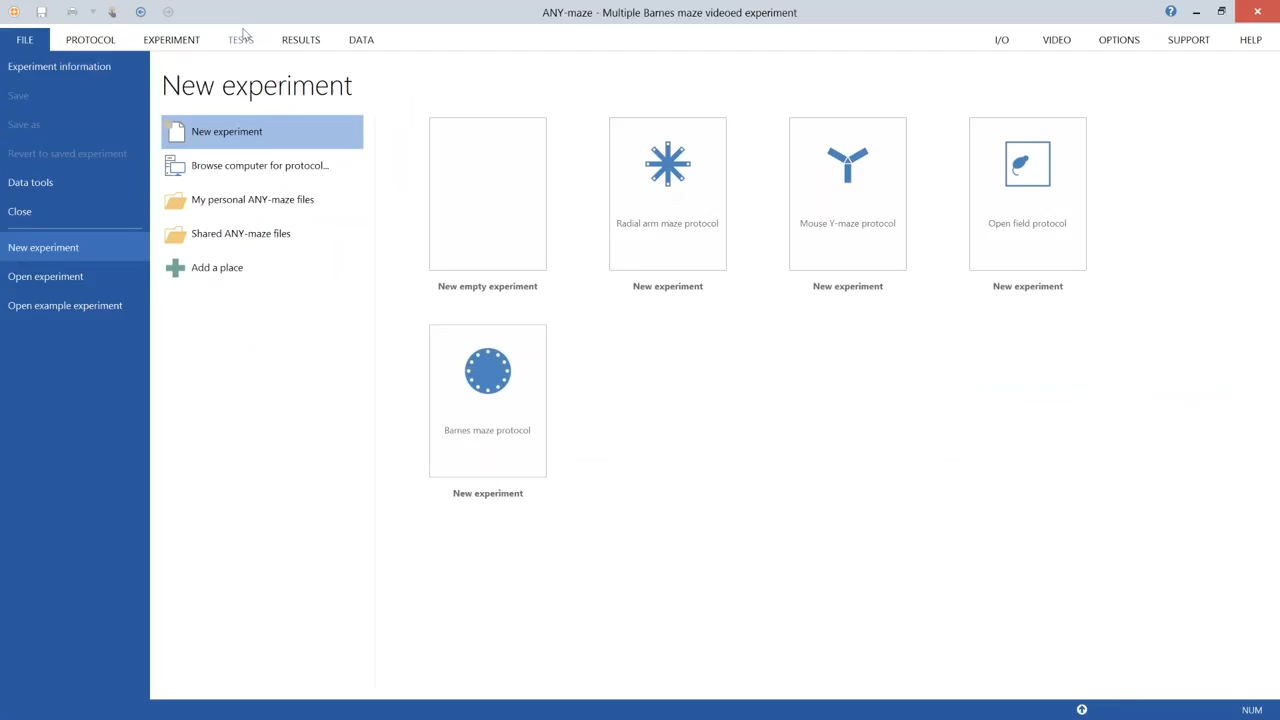 ANY-maze - Multiple Barnes maze videoed experiment
FILE PROTOCOL EXPERIMENT TESTS RESULTS DATA I/O VIDEO OPTIONS SUPPORT HELP
Experiment information
Save
Save as
Revert to saved experiment
Data tools
Close
New experiment
Open experiment
Open example experiment
New experiment
New experiment
Browse computer for protocol...
My personal ANY-maze files
Shared ANY-maze files
Add a place
Radial arm maze protocol
Mouse Y-maze protocol
Open field protocol
New empty experiment
New experiment
New experiment
New experiment
Barnes maze protocol
New experiment
NUM